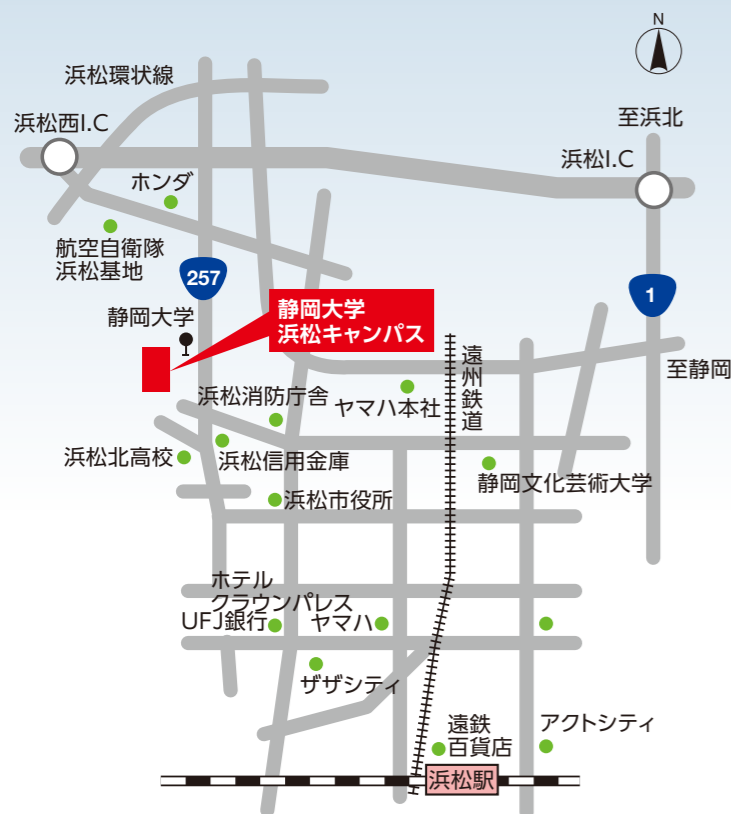 N
浜松環状線
浜松西I.C
至浜北
浜松I.C
ホンダ
航空自衛隊
浜松基地
257
1
静岡大学
静岡大学
浜松キャンパス
遠州鉄道
至静岡
浜松消防庁舎
ヤマハ本社
浜松北高校
浜松信用金庫
静岡文化芸術大学
浜松市役所
ホテル
クラウンパレス
UFJ銀行
ヤマハ
ザザシティ
遠鉄
百貨店
アクトシティ
浜松駅